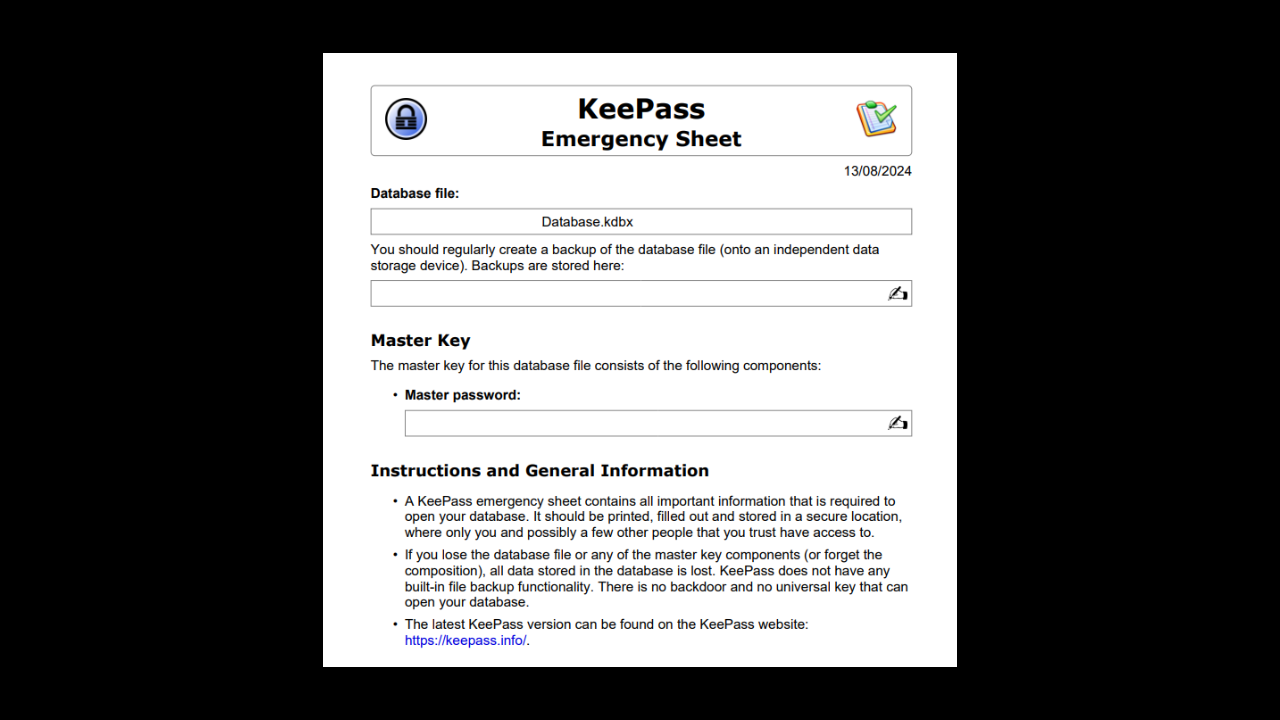 KeePass
Emergency Sheet
13/08/2024
Database file:
Database.kdbx
You should regularly create a backup of the database file (onto an independent data
storage device). Backups are stored here:
Master Key
The master key for this database file consists of the following components:
• Master password:
Instructions and General Information
• A KeePass emergency sheet contains all important information that is required to
open your database. It should be printed, filled out and stored in a secure location,
where only you and possibly a few other people that you trust have access to.
• If you lose the database file or any of the master key components (or forget the
composition), all data stored in the database is lost. KeePass does not have any
built-in file backup functionality. There is no backdoor and no universal key that can
open your database.
• The latest KeePass version can be found on the KeePass website:
https://keepass.info/.